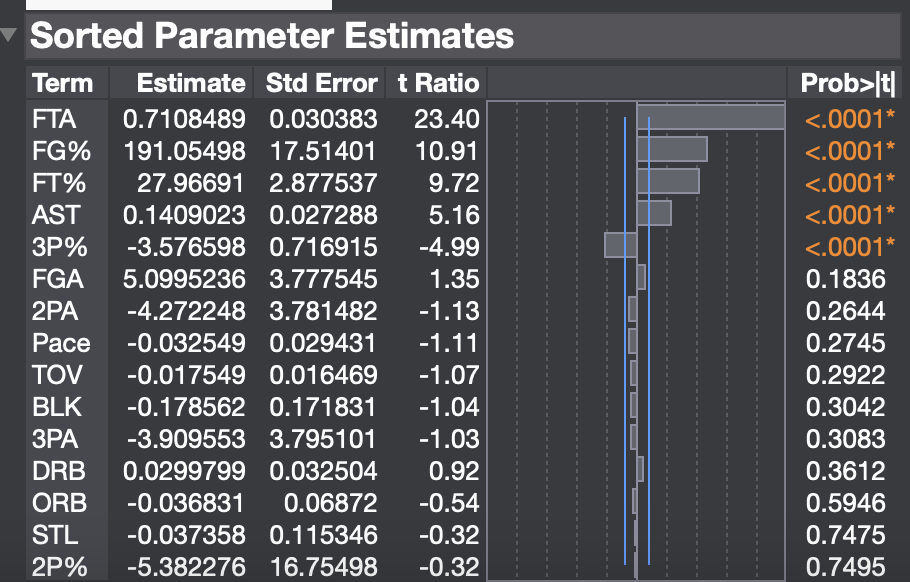 Sorted Parameter Estimates
Term Estimate Std Error t Ratio Prob>|t|
FTA 0.7108489 0.030383 23.40 <.0001*
FG% 191.05498 17.51401 10.91 <.0001*
FT% 27.96691 2.877537 9.72 <.0001*
AST 0.1409023 0.027288 5.16 <.0001*
3P% -3.576598 0.716915 -4.99 <.0001*
FGA 5.0995236 3.777545 1.35 0.1836
2PA -4.272248 3.781482 -1.13 0.2644
Pace -0.032549 0.029431 -1.11 0.2745
TOV -0.017549 0.016469 -1.07 0.2922
BLK -0.178562 0.171831 -1.04 0.3042
3PA -3.909553 3.795101 -1.03 0.3083
DRB 0.0299799 0.032504 0.92 0.3612
ORB -0.036831 0.06872 -0.54 0.5946
STL -0.037358 0.115346 -0.32 0.7475
2P% -5.382276 16.75498 -0.32 0.7495